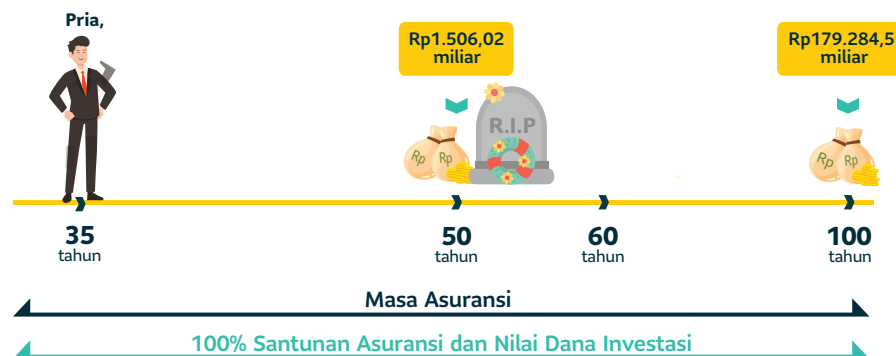 Pria,
Rp1.506,02
miliar
Rp179.284,5
miliar
R.I.P
Rp Rp
Rp Rp
35
tahun
50
tahun
60
tahun
100
tahun
Masa Asuransi
100% Santunan Asuransi dan Nilai Dana Investasi